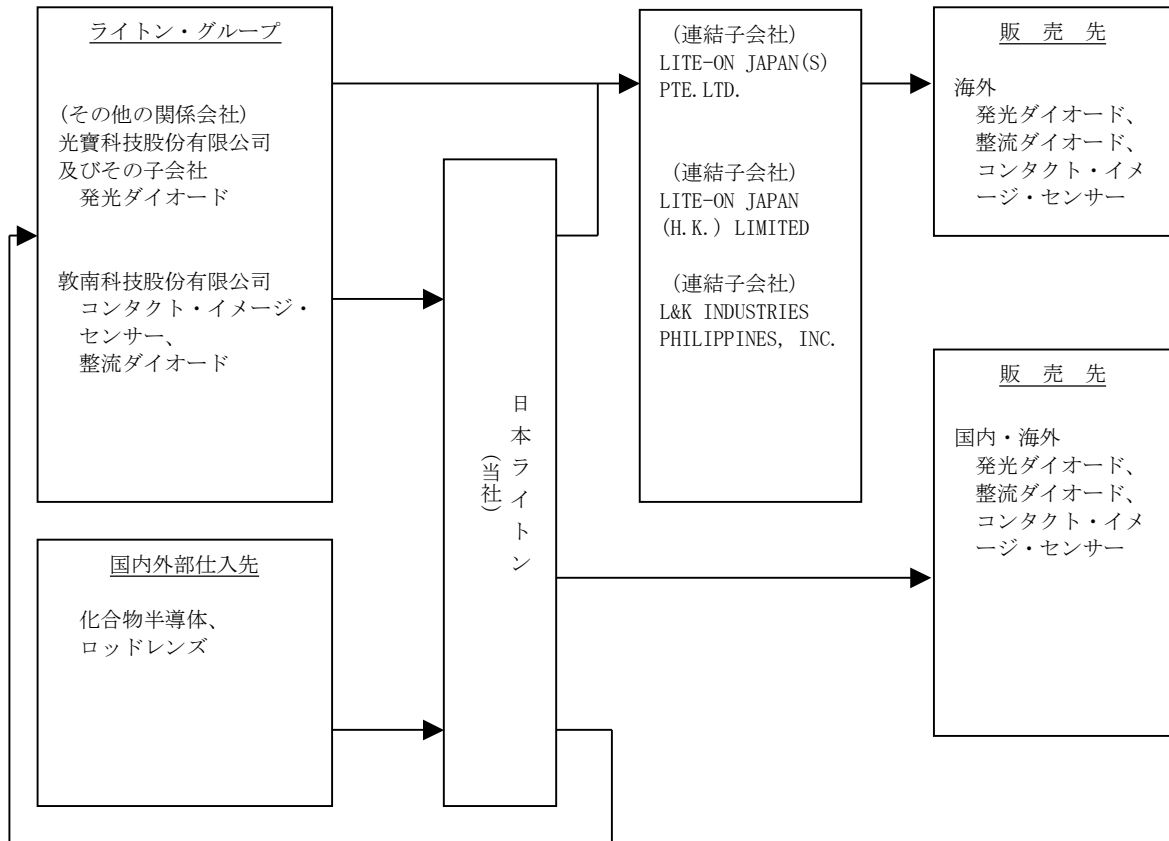 ライトン・グループ
(その他の関係会社)
光寶科技股份有限公司
及びその子会社
発光ダイオード
敦南科技股份有限公司
コンタクト・イメージ・
センサー、
整流ダイオード
国内外部仕入先
化合物半導体、
ロッドレンズ
日本ライトン
(当社)
(連結子会社)
LITE-ON JAPAN(S)
PTE.LTD.
(連結子会社)
LITE-ON JAPAN
(H.K.) LIMITED
(連結子会社)
L&K INDUSTRIES
PHILIPPINES, INC.
販 売 先
海外
発光ダイオード、
整流ダイオード、
コンタクト・イメ
ージ・センサー
販 売 先
国内・海外
発光ダイオード、
整流ダイオード、
コンタクト・イメ
ージ・センサー